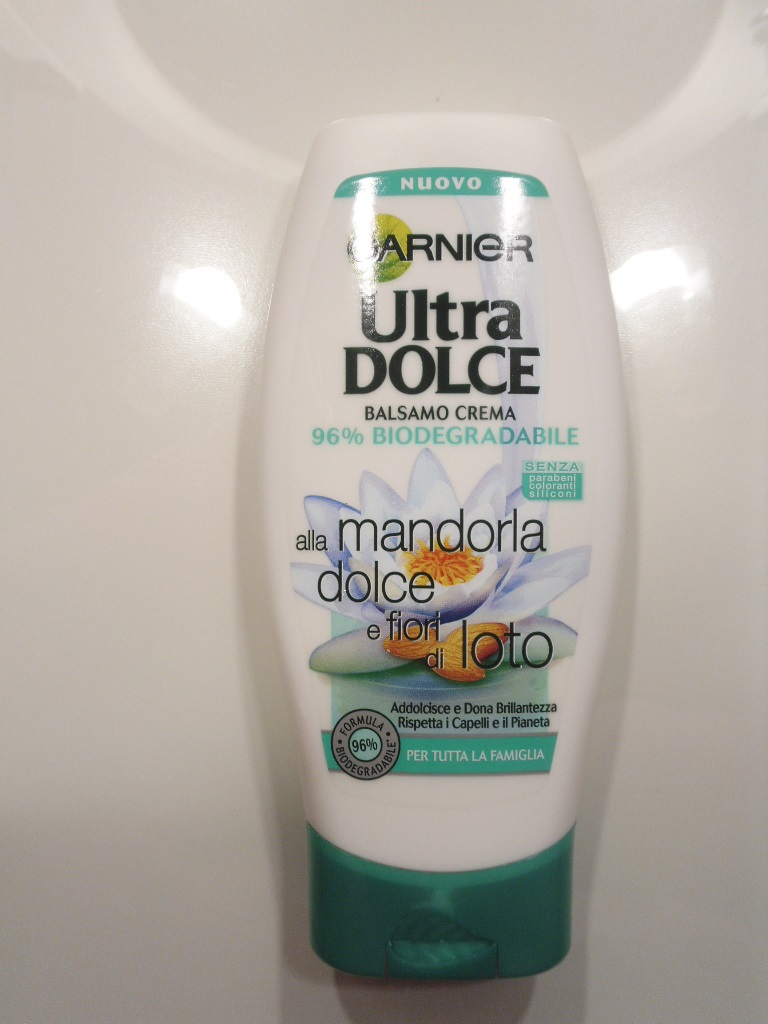 NUOVO
GARNIER
Ultra
DOLCE
BALSAMO CREMA
96% BIODEGRADABILE
SENZA
parabeni
coloranti
siliconi
alla mandorla
dolce
e fiori
di loto
Addolcisce e Dona Brillantezza
Rispetta i Capelli e il Pianeta
FORMULA
96%
BIODEGRADABILE*
PER TUTTA LA FAMIGLIA